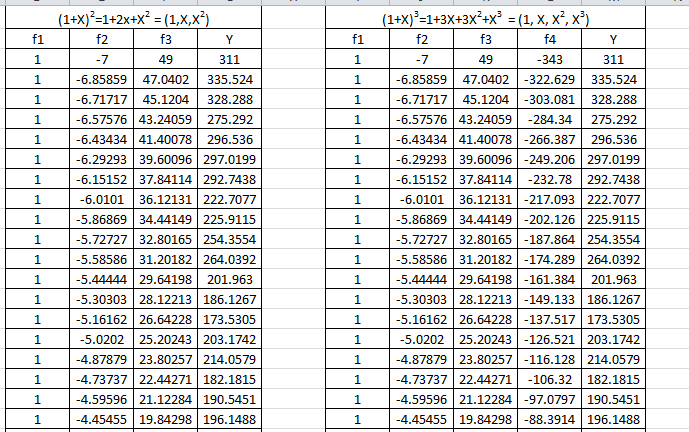 (1+X)²=1+2x+X² = (1,X,X²) (1+X)³=1+3X+3X²+X³ = (1, X, X², X³)
f1 f2 f3 Y f1 f2 f3 f4 Y
1 -7 49 311 1 -7 49 -343 311
1 -6.85859 47.0402 335.524 1 -6.85859 47.0402 -322.629 335.524
1 -6.71717 45.1204 328.288 1 -6.71717 45.1204 -303.081 328.288
1 -6.57576 43.24059 275.292 1 -6.57576 43.24059 -284.34 275.292
1 -6.43434 41.40078 296.536 1 -6.43434 41.40078 -266.387 296.536
1 -6.29293 39.60096 297.0199 1 -6.29293 39.60096 -249.206 297.0199
1 -6.15152 37.84114 292.7438 1 -6.15152 37.84114 -232.78 292.7438
1 -6.0101 36.12131 222.7077 1 -6.0101 36.12131 -217.093 222.7077
1 -5.86869 34.44149 225.9115 1 -5.86869 34.44149 -202.126 225.9115
1 -5.72727 32.80165 254.3554 1 -5.72727 32.80165 -187.864 254.3554
1 -5.58586 31.20182 264.0392 1 -5.58586 31.20182 -174.289 264.0392
1 -5.44444 29.64198 201.963 1 -5.44444 29.64198 -161.384 201.963
1 -5.30303 28.12213 186.1267 1 -5.30303 28.12213 -149.133 186.1267
1 -5.16162 26.64228 173.5305 1 -5.16162 26.64228 -137.517 173.5305
1 -5.0202 25.20243 203.1742 1 -5.0202 25.20243 -126.521 203.1742
1 -4.87879 23.80257 214.0579 1 -4.87879 23.80257 -116.128 214.0579
1 -4.73737 22.44271 182.1815 1 -4.73737 22.44271 -106.32 182.1815
1 -4.59596 21.12284 190.5451 1 -4.59596 21.12284 -97.0797 190.5451
1 -4.45455 19.84298 196.1488 1 -4.45455 19.84298 -88.3914 196.1488